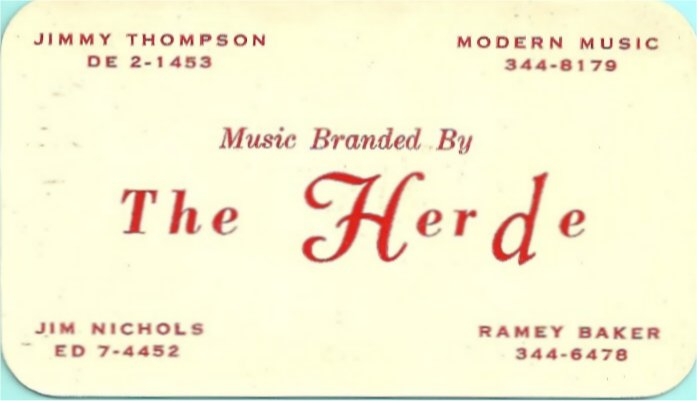 JIMMY THOMPSON
DE 2-1453
MODERN MUSIC
344-8179
Music Branded By
The Herde
JIM NICHOLS
ED 7-4452
RAMEY BAKER
344-6478